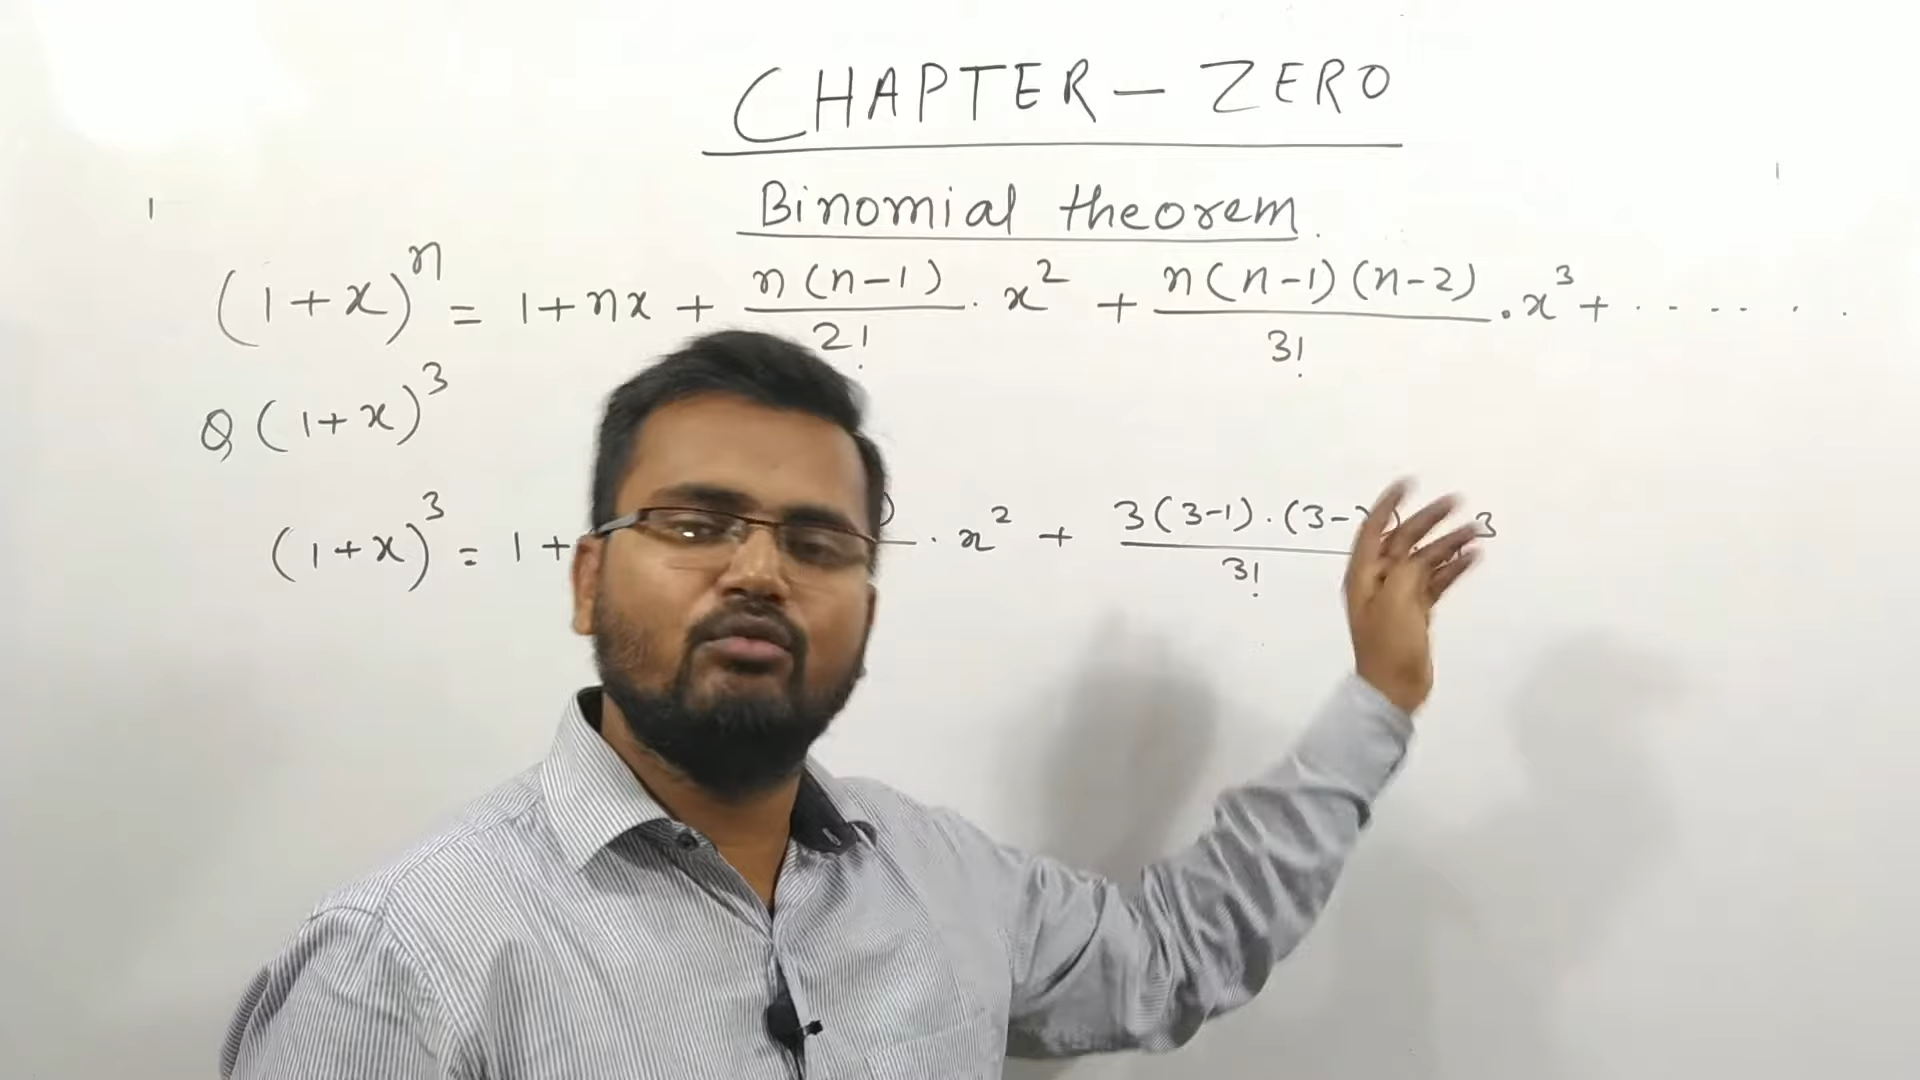 CHAPTER - ZERO
Binomial theorem.
(1+x)^n = 1 + nx + n(n-1)/2! . x^2 + n(n-1)(n-2)/3! . x^3 + . . . . . .
Q (1+x)^3
(1+x)^3 = 1 + ) . x^2 + 3(3-1).(3- /3! 3